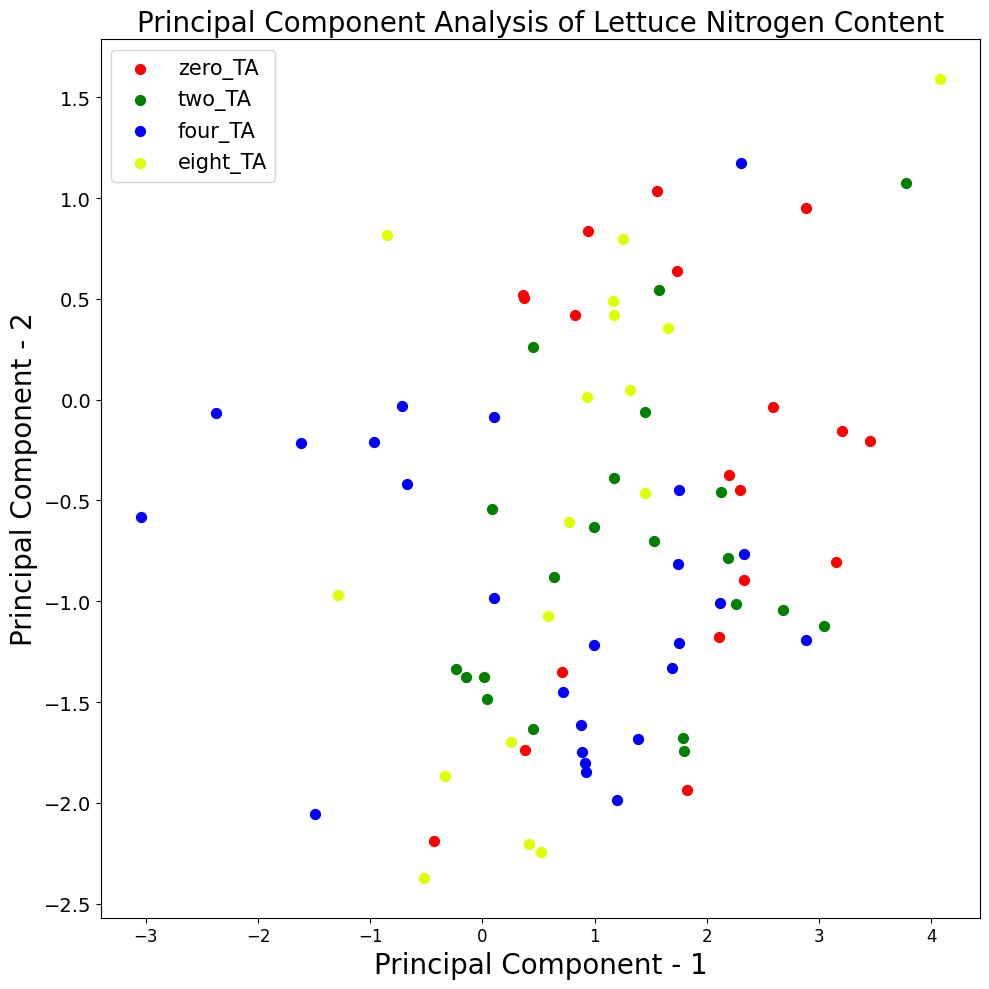 Principal Component Analysis of Lettuce Nitrogen Content
zero_TA
two_TA
four_TA
eight_TA
1.5
1.0
0.5
0.0
−0.5
−1.0
−1.5
−2.0
−2.5
Principal Component - 2
−3 −2 −1 0 1 2 3 4
Principal Component - 1